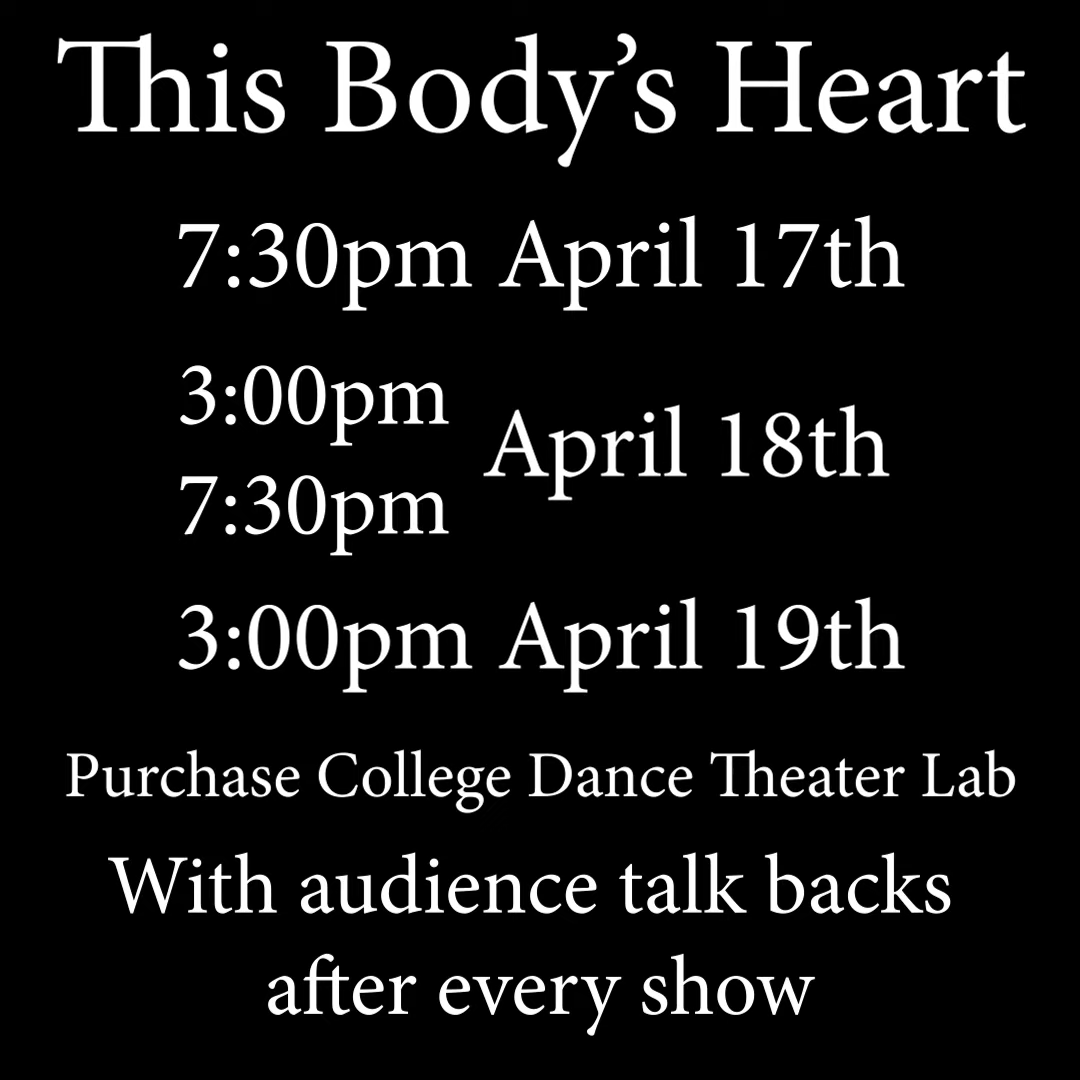 This Body’s Heart
7:30pm April 17th
3:00pm
7:30pm
April 18th
3:00pm April 19th
Purchase College Dance Theater Lab
With audience talk backs
after every show